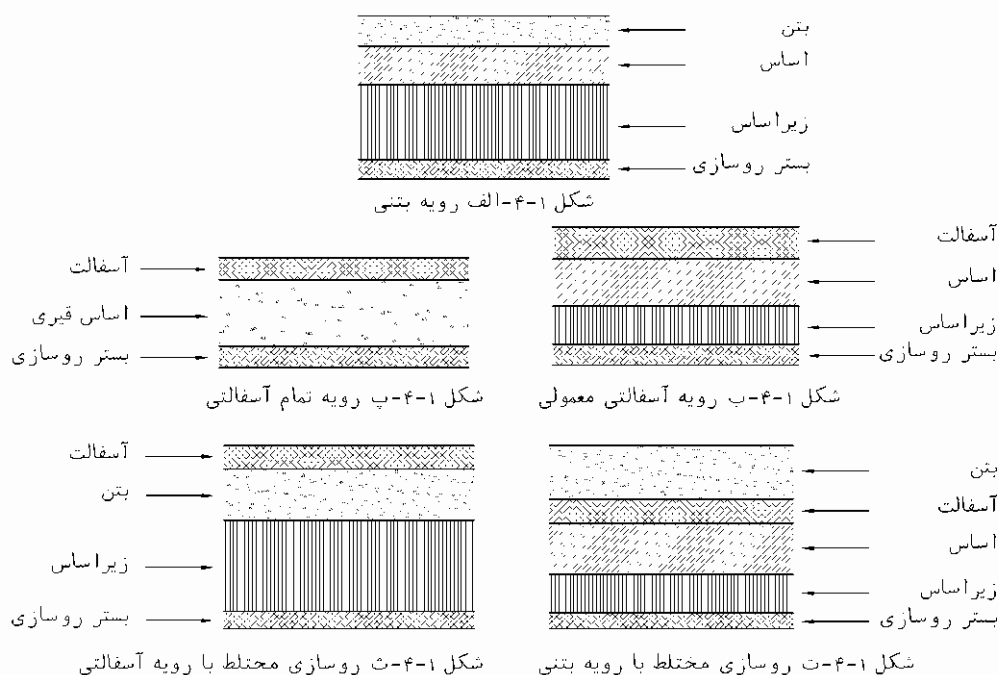 بتن
اساس
زیراساس
بستر روسازی
شکل ۱-۴-الف رویه بتنی
آسفالت
اساس
زیراساس
بستر روسازی
شکل ۱-۴-ب رویه آسفالتی معمولی
آسفالت
اساس قیری
بستر روسازی
شکل ۱-۴-پ رویه تمام آسفالتی
بتن
آسفالت
اساس
زیراساس
بستر روسازی
شکل ۱-۴-ت روسازی مختلط با رویه بتنی
آسفالت
بتن
زیراساس
بستر روسازی
شکل ۱-۴-ث روسازی مختلط با رویه آسفالتی